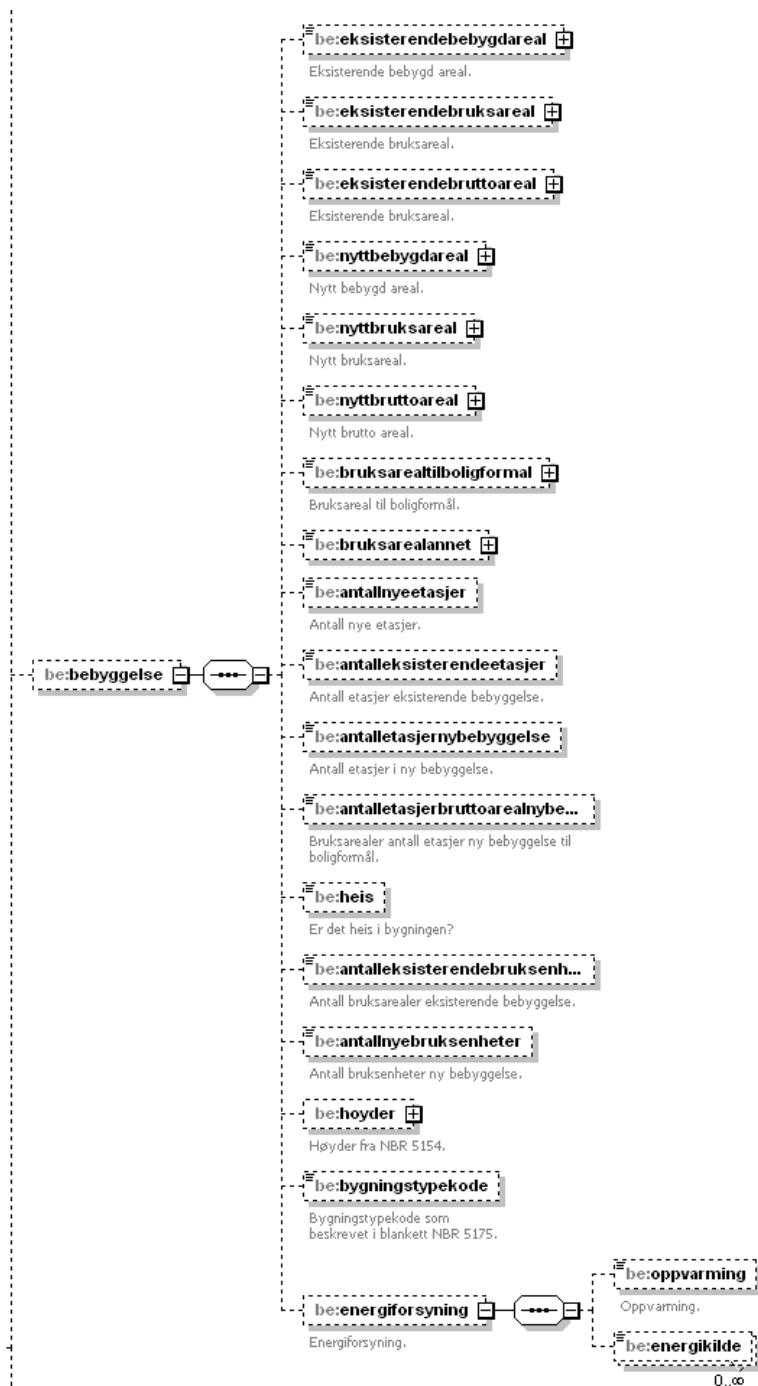 be:eksisterendebebygdareal
Eksisterende bebygd areal.
be:eksisterendebruksareal
Eksisterende bruksareal.
be:eksisterendebruttoareal
Eksisterende bruksareal.
be:nyttbebygdareal
Nytt bebygd areal.
be:nyttbruksareal
Nytt bruksareal.
be:nyttbruttoareal
Nytt brutto areal.
be:bruksarealtilboligformal
Bruksareal til boligformål.
be:bruksarealannet
be:antallnyeetasjer
Antall nye etasjer.
be:bebyggelse
be:antalleksisterendeetasjer
Antall etasjer eksisterende bebyggelse.
be:antalletasjernybebyggelse
Antall etasjer i ny bebyggelse.
be:antalletasjerbruttoarealnybe...
Bruksarealer antall etasjer ny bebyggelse til
boligformål.
be:heis
Er det heis i bygningen?
be:antalleksisterendebruksenh...
Antall bruksarealer eksisterende bebyggelse.
be:antallnyebruksenheter
Antall bruksenheter ny bebyggelse.
be:hoyder
Høyder fra NBR 5154.
be:bygningstypekode
Bygningstypekode som
beskrevet i blankett NBR 5175.
be:energiforsyning
Energiforsyning.
be:oppvarming
Oppvarming.
be:energikilde
0..∞